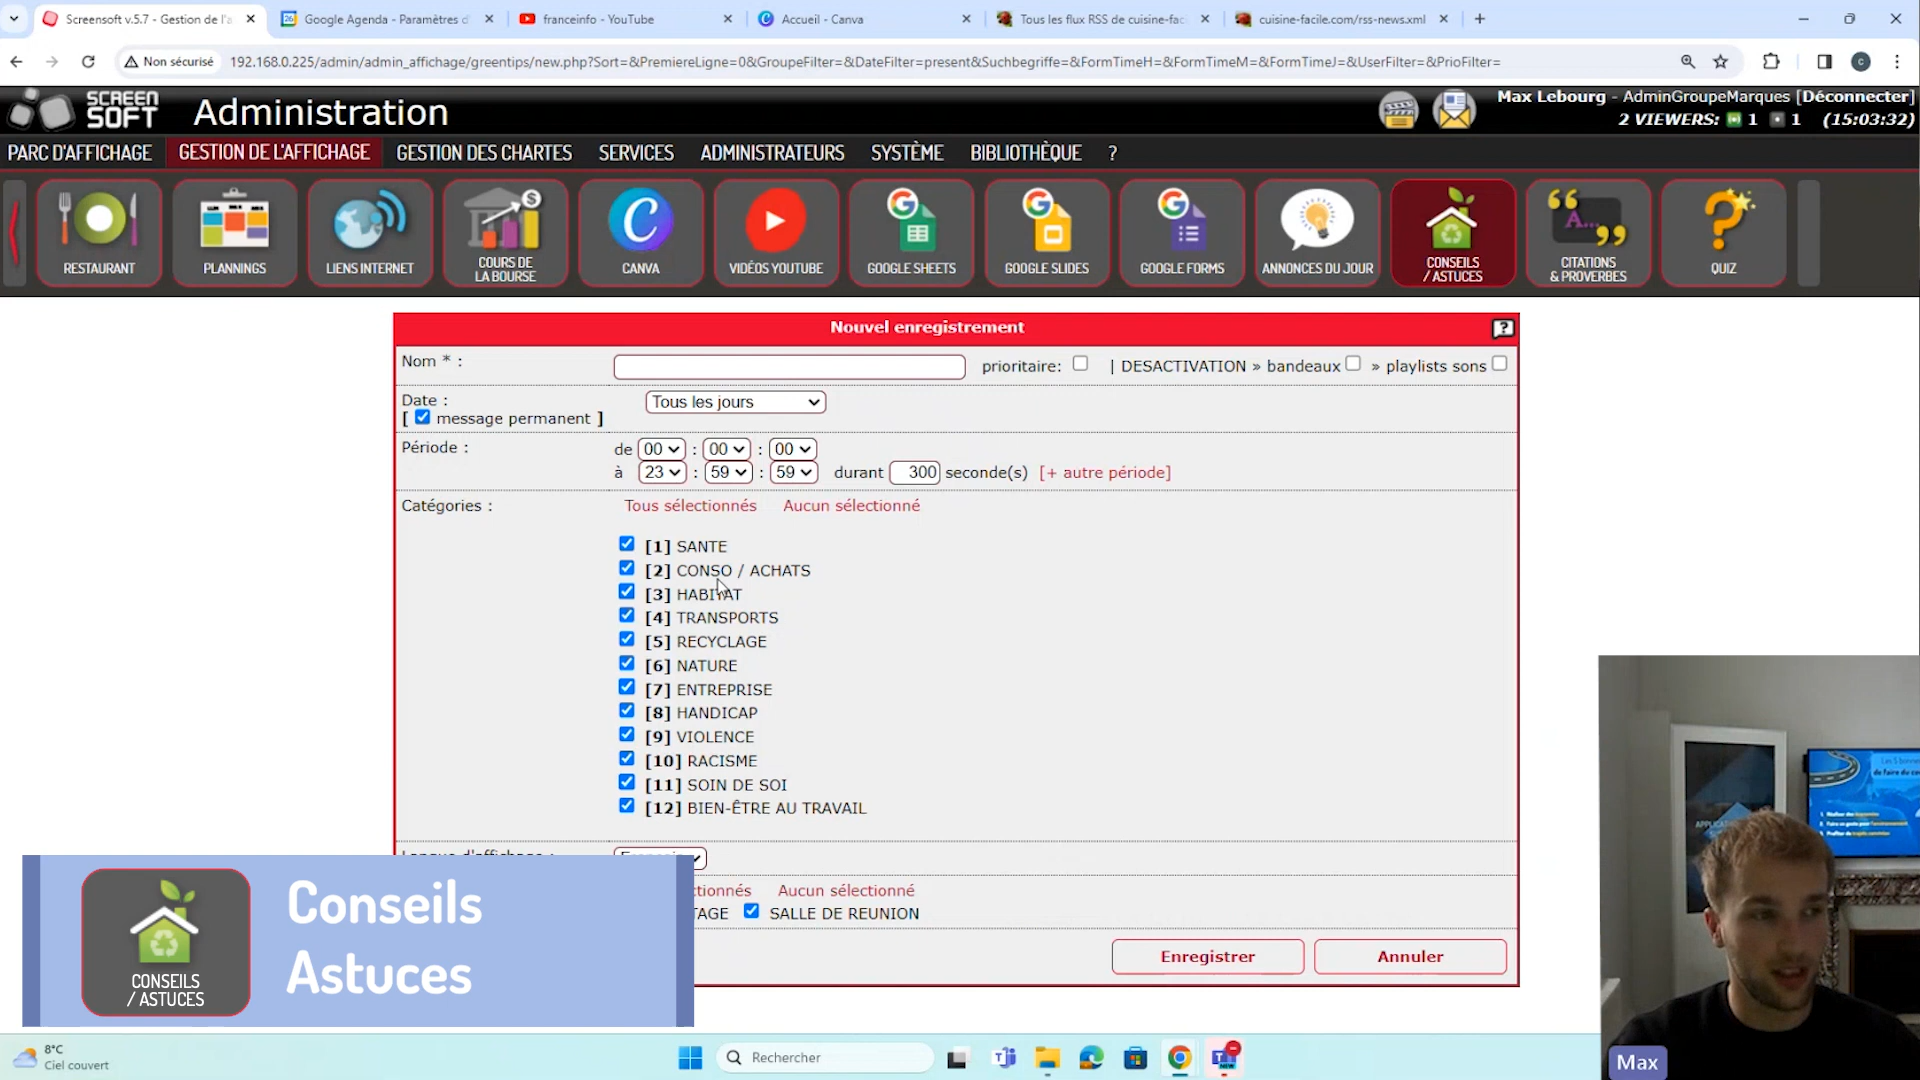 Screensoft v.5.7 - Gestion de l'a
Google Agenda - Paramètres d
franceinfo - YouTube
Accueil - Canva
Tous les flux RSS de cuisine-fac
cuisine-facile.com/rss-news.xml
Non sécurisé
192.168.0.225/admin/admin_affichage/greentips/new.php?Sort=&PremiereLigne=0&GroupeFilter=&DateFilter=present&Suchbegriffe=&FormTimeH=&FormTimeM=&FormTimeJ=&UserFilter=&PrioFilter=
SCREEN SOFT
Administration
Max Lebourg - AdminGroupeMarques [Déconnecter]
2 VIEWERS: 1 1 (15:03:32)
PARC D'AFFICHAGE GESTION DE L'AFFICHAGE GESTION DES CHARTES SERVICES ADMINISTRATEURS SYSTÈME BIBLIOTHÈQUE ?
RESTAURANT
PLANNINGS
LIENS INTERNET
COURS DE LA BOURSE
CANVA
VIDÉOS YOUTUBE
GOOGLE SHEETS
GOOGLE SLIDES
GOOGLE FORMS
ANNONCES DU JOUR
CONSEILS / ASTUCES
CITATIONS & PROVERBES
QUIZ
Nouvel enregistrement
Nom * : prioritaire: | DESACTIVATION » bandeaux » playlists sons
Date : Tous les jours
[ message permanent ]
Période : de 00 : 00 : 00
à 23 : 59 : 59 durant 300 seconde(s) [+ autre période]
Catégories : Tous sélectionnés Aucun sélectionné
[1] SANTE
[2] CONSO / ACHATS
[3] HABITAT
[4] TRANSPORTS
[5] RECYCLAGE
[6] NATURE
[7] ENTREPRISE
[8] HANDICAP
[9] VIOLENCE
[10] RACISME
[11] SOIN DE SOI
[12] BIEN-ÊTRE AU TRAVAIL
ctionnés Aucun sélectionné
TAGE SALLE DE REUNION
Enregistrer Annuler
CONSEILS / ASTUCES
Conseils
Astuces
8°C
Ciel couvert
Rechercher
Max